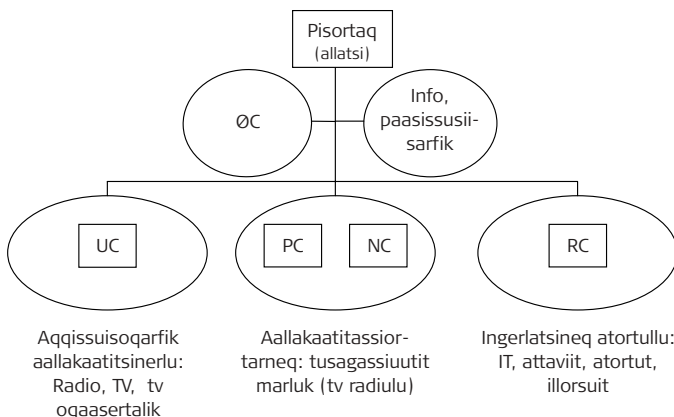 Pisortaq
(allatsi)
ØC
Info,
paasissusii-
sarfik
UC
PC
NC
RC
Aqqissuisoqarfik
aallakaatitsinerlu:
Radio, TV, tv
oqaasertalik
Aallakaatitassior-
tarneq: tusagassiuutit
marluk (tv radiulu)
Ingerlatsineq atortullu:
IT, attaviit, atortut,
illorsuit